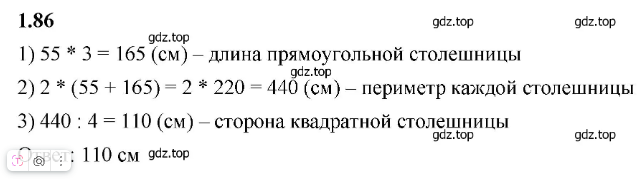 1.86 gdz.top gdz.top
gdz.top
1) 55 * 3 = 165 (см) – длина прямоугольной столешницы
gdz.top
2) 2 * (55 + 165) = 2 * 220 = 440 (см) – периметр каждой столешницы
3) 440 : 4 = 110 (см) – сторона квадратной столешницы
gdz.top gdz.top
: 110 см gdz.top